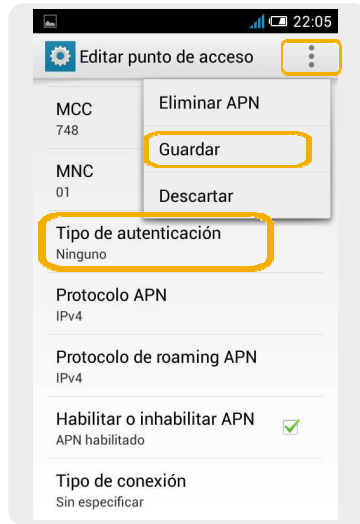 22:05
Editar punto de acceso
Eliminar APN
Guardar
Descartar
MCC
748
MNC
01
Tipo de autenticación
Ninguno
Protocolo APN
IPv4
Protocolo de roaming APN
IPv4
Habilitar o inhabilitar APN
APN habilitado
Tipo de conexión
Sin especificar